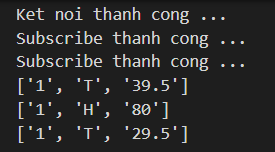 Ket noi thanh cong ...
Subscribe thanh cong ...
Subscribe thanh cong ...
['1', 'T', '39.5']
['1', 'H', '80']
['1', 'T', '29.5']